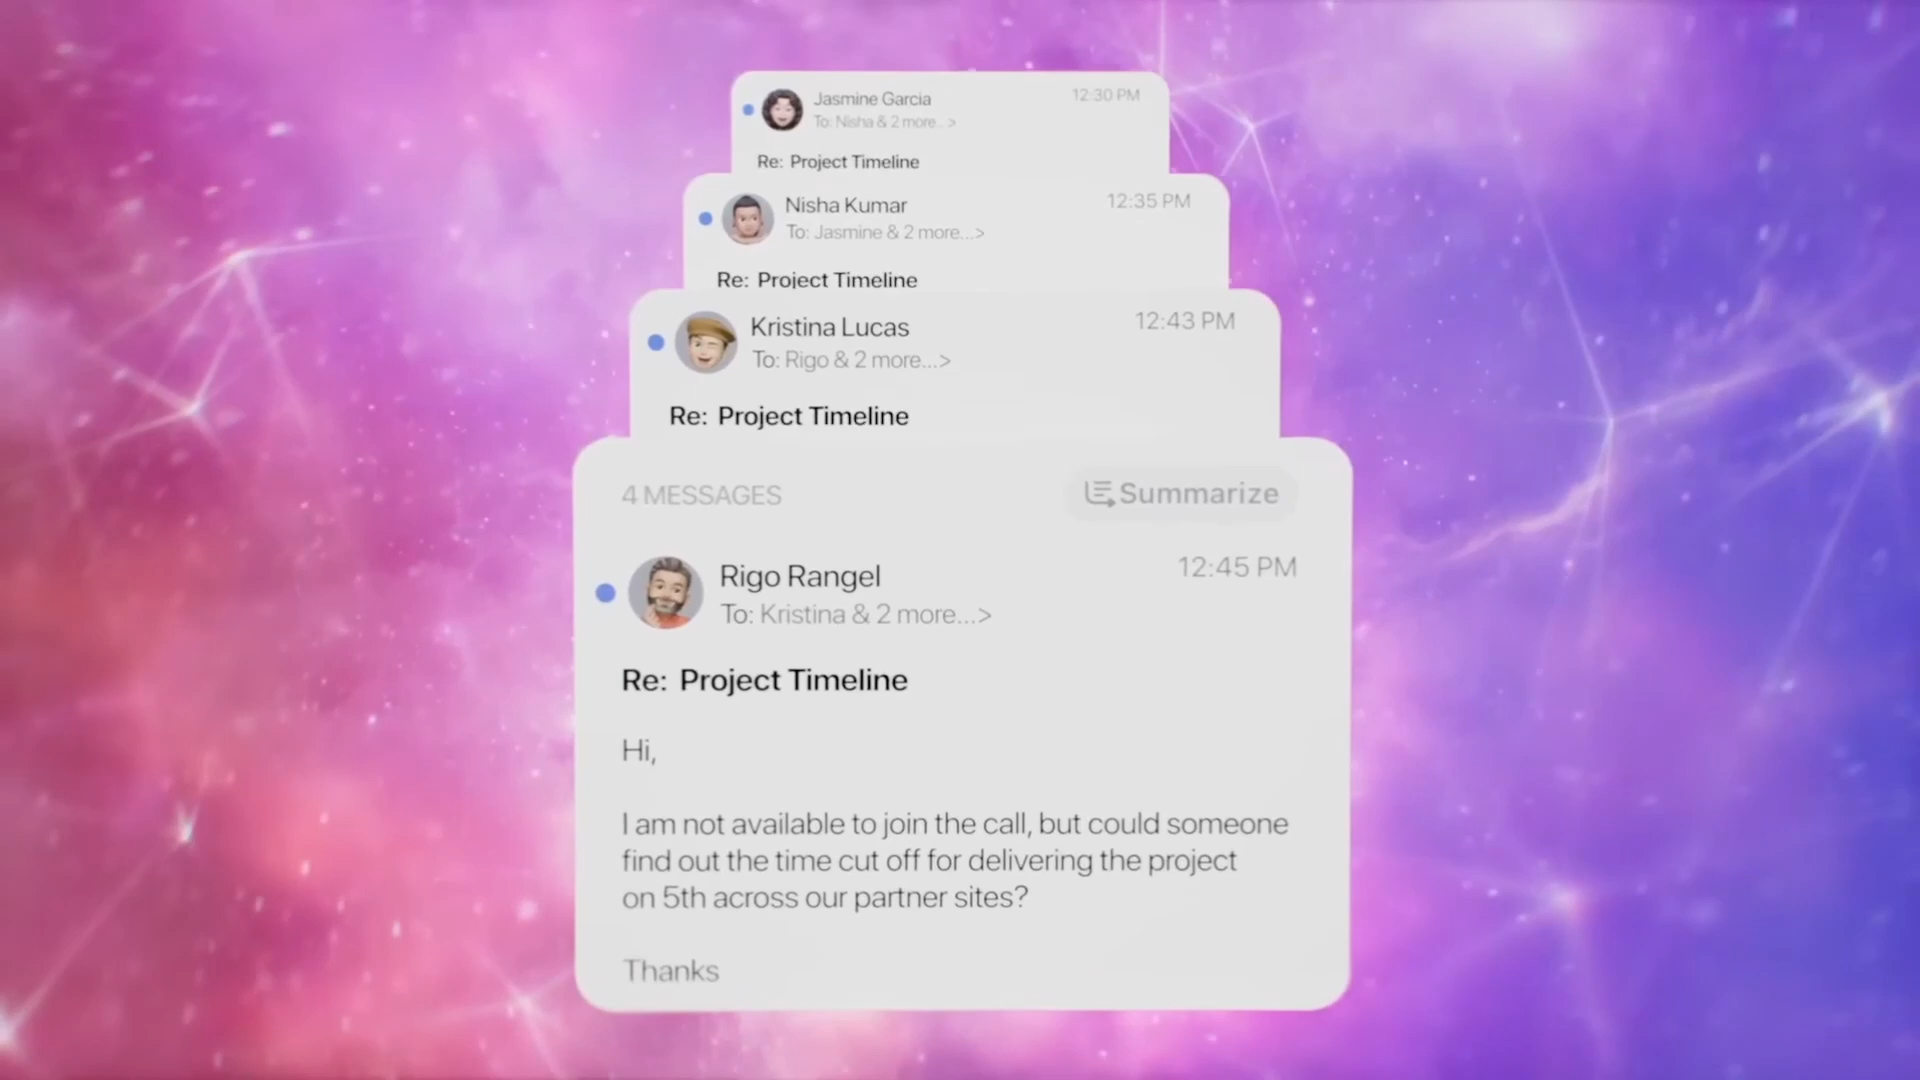 Jasmine Garcia
12:30 PM
To: Nisha & 2 more...>
Re: Project Timeline
Nisha Kumar
12:35 PM
To: Jasmine & 2 more...>
Re: Project Timeline
Kristina Lucas
12:43 PM
To: Rigo & 2 more...>
Re: Project Timeline
4 MESSAGES
Summarize
Rigo Rangel
12:45 PM
To: Kristina & 2 more...>
Re: Project Timeline
Hi,
I am not available to join the call, but could someone
find out the time cut off for delivering the project
on 5th across our partner sites?
Thanks